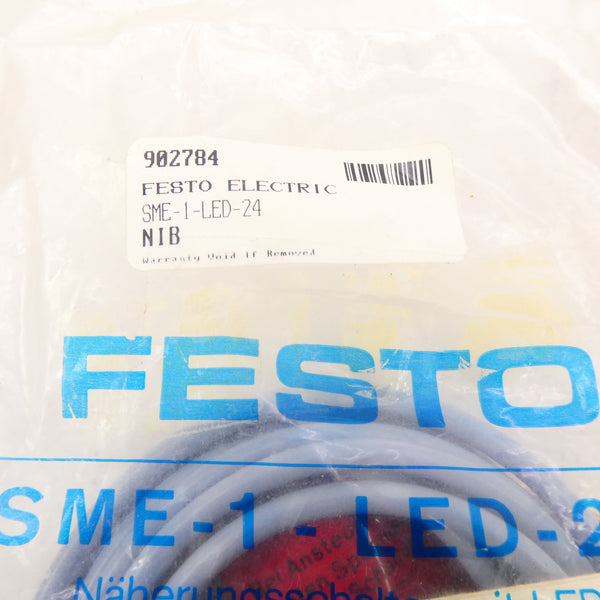 902784
FESTO ELECTRIC
SME-1-LED-24
NIB
Warranty Void If Removed
FESTO
SME-1-LED-2